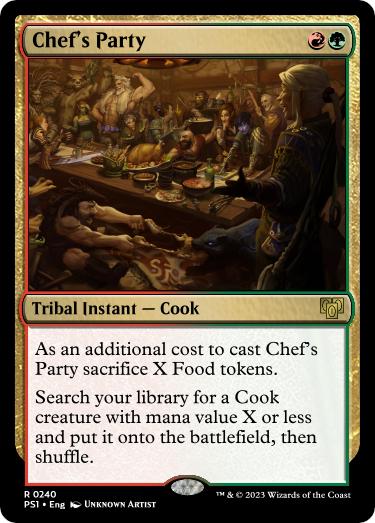 Chef's Party
Tribal Instant — Cook
As an additional cost to cast Chef's
Party sacrifice X Food tokens.
Search your library for a Cook
creature with mana value X or less
and put it onto the battlefield, then
shuffle.
R 0240
PS1 • Eng Unknown Artist
™ & © 2023 Wizards of the Coast